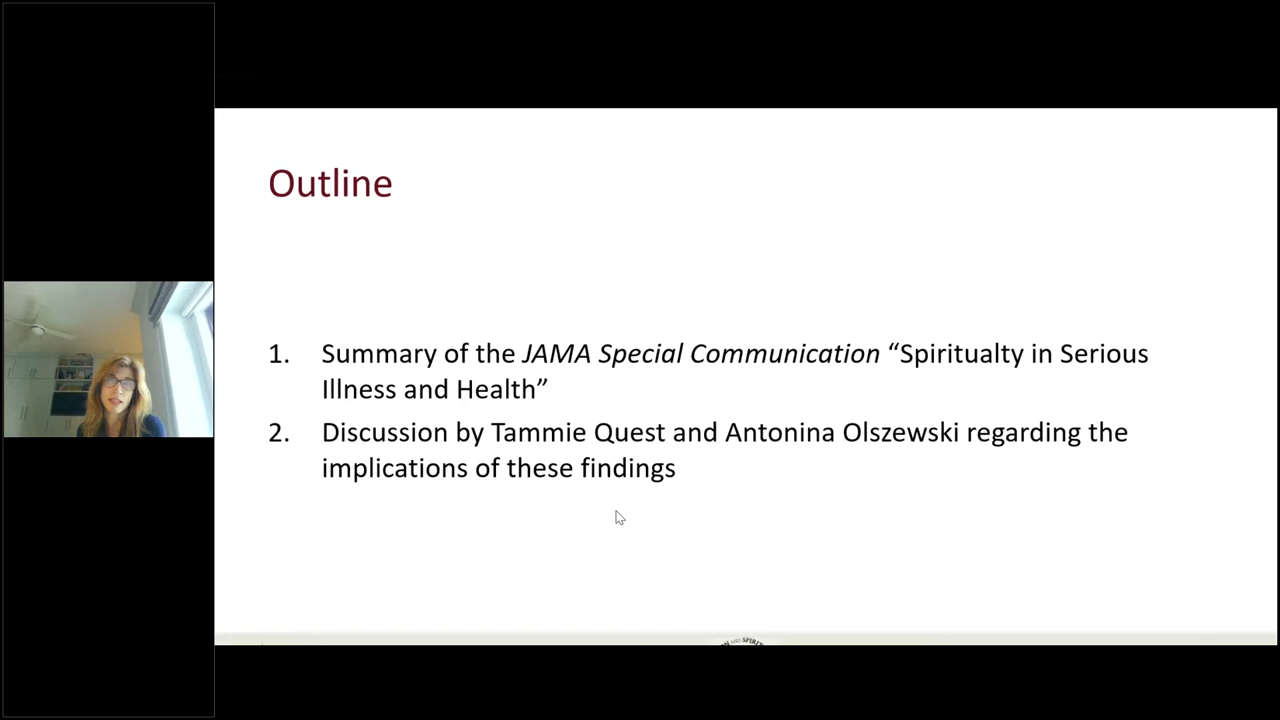 Outline
1. Summary of the JAMA Special Communication “Spiritualty in Serious
Illness and Health”
2. Discussion by Tammie Quest and Antonina Olszewski regarding the
implications of these findings
AND